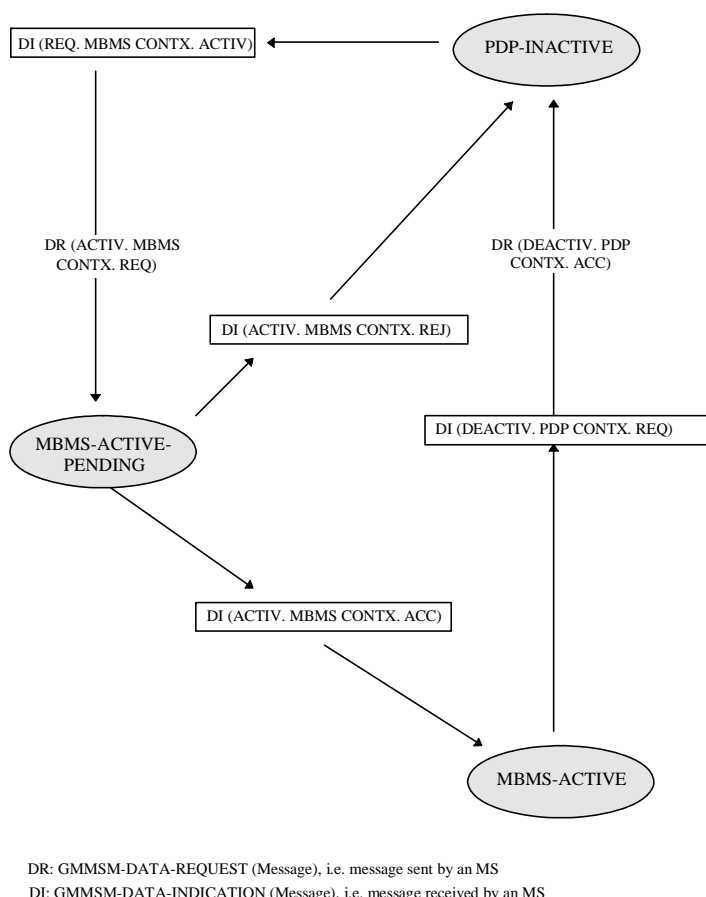 DI (REQ. MBMS CONTX. ACTIV)
PDP-INACTIVE
DR (ACTIV. MBMS
CONTX. REQ)
DR (DEACTIV. PDP
CONTX. ACC)
DI (ACTIV. MBMS CONTX. REJ)
MBMS-ACTIVE-
PENDING
DI (DEACTIV. PDP CONTX. REQ)
DI (ACTIV. MBMS CONTX. ACC)
MBMS-ACTIVE
DR: GMMSM-DATA-REQUEST (Message), i.e. message sent by an MS
DI: GMMSM-DATA-INDICATION (Message), i.e. message received by an MS